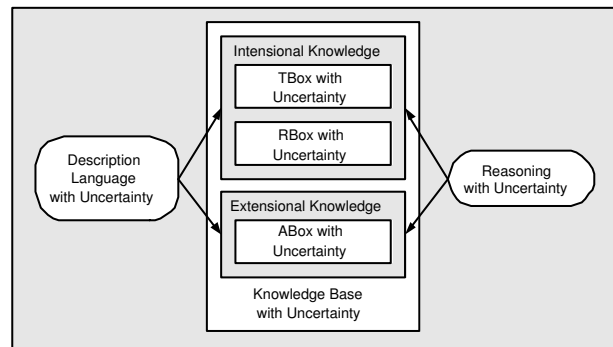 Intensional Knowledge
TBox with
Uncertainty
RBox with
Uncertainty
Description
Language
with Uncertainty
Reasoning
with Uncertainty
Extensional Knowledge
ABox with
Uncertainty
Knowledge Base
with Uncertainty